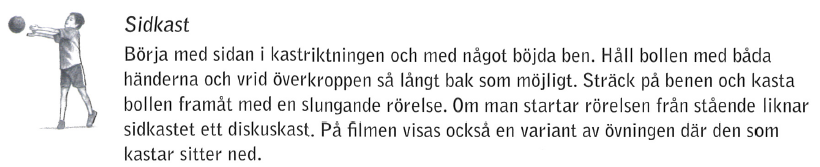 Sidkast
Börja med sidan i kastriktningen och med något böjda ben. Håll bollen med båda
händerna och vrid överkroppen så långt bak som möjligt. Sträck på benen och kasta
bollen framåt med en slungande rörelse. Om man startar rörelsen från stående liknar
sidkastet ett diskuskast. På filmen visas också en variant av övningen där den som
kastar sitter ned.